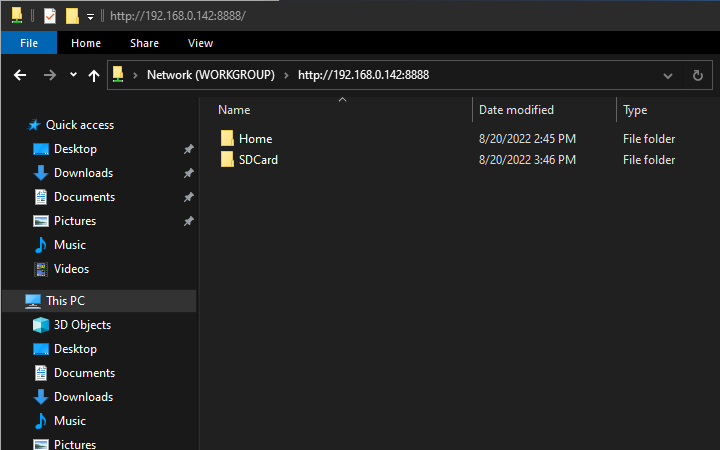 http://192.168.0.142:8888/
File Home Share View
Network (WORKGROUP) http://192.168.0.142:8888
Name Date modified Type
Quick access
Home 8/20/2022 2:45 PM File folder
Desktop
SDCard 8/20/2022 3:46 PM File folder
Downloads
Documents
Pictures
Music
Videos
This PC
3D Objects
Desktop
Documents
Downloads
Music
Pictures